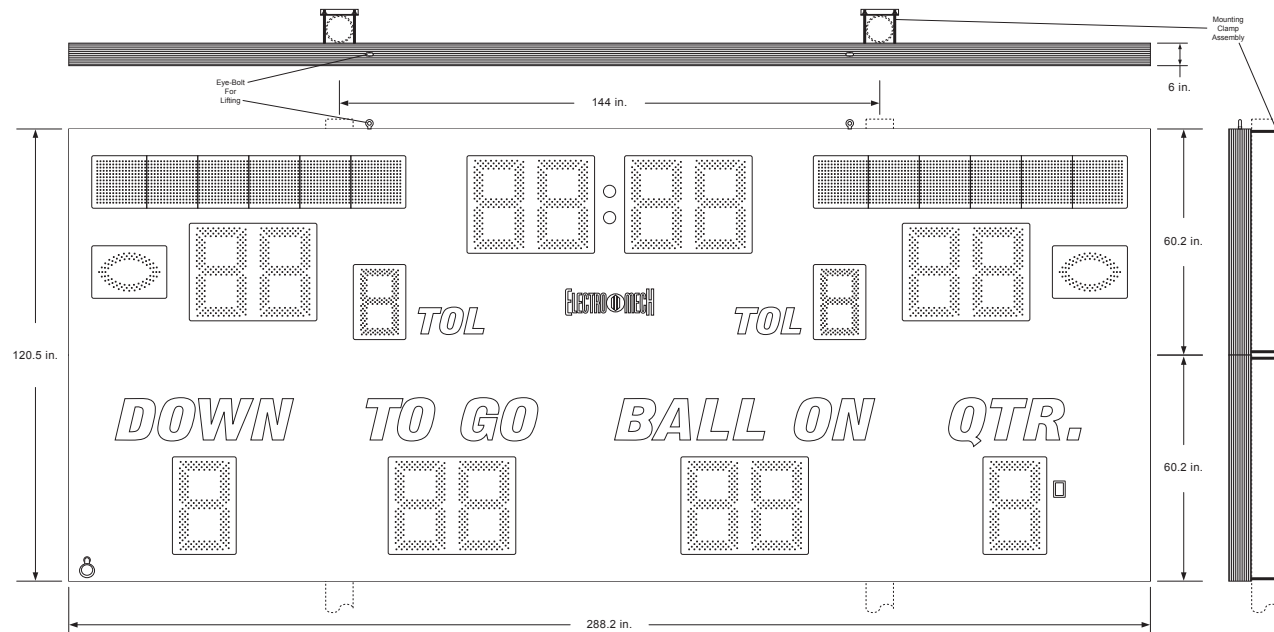 Mounting
Clamp
Assembly
6 in.
Eye-Bolt
For
Lifting
144 in.
ELECTRO MECH
TOL
TOL
60.2 in.
120.5 in.
DOWN
TO GO
BALL ON
QTR.
60.2 in.
288.2 in.